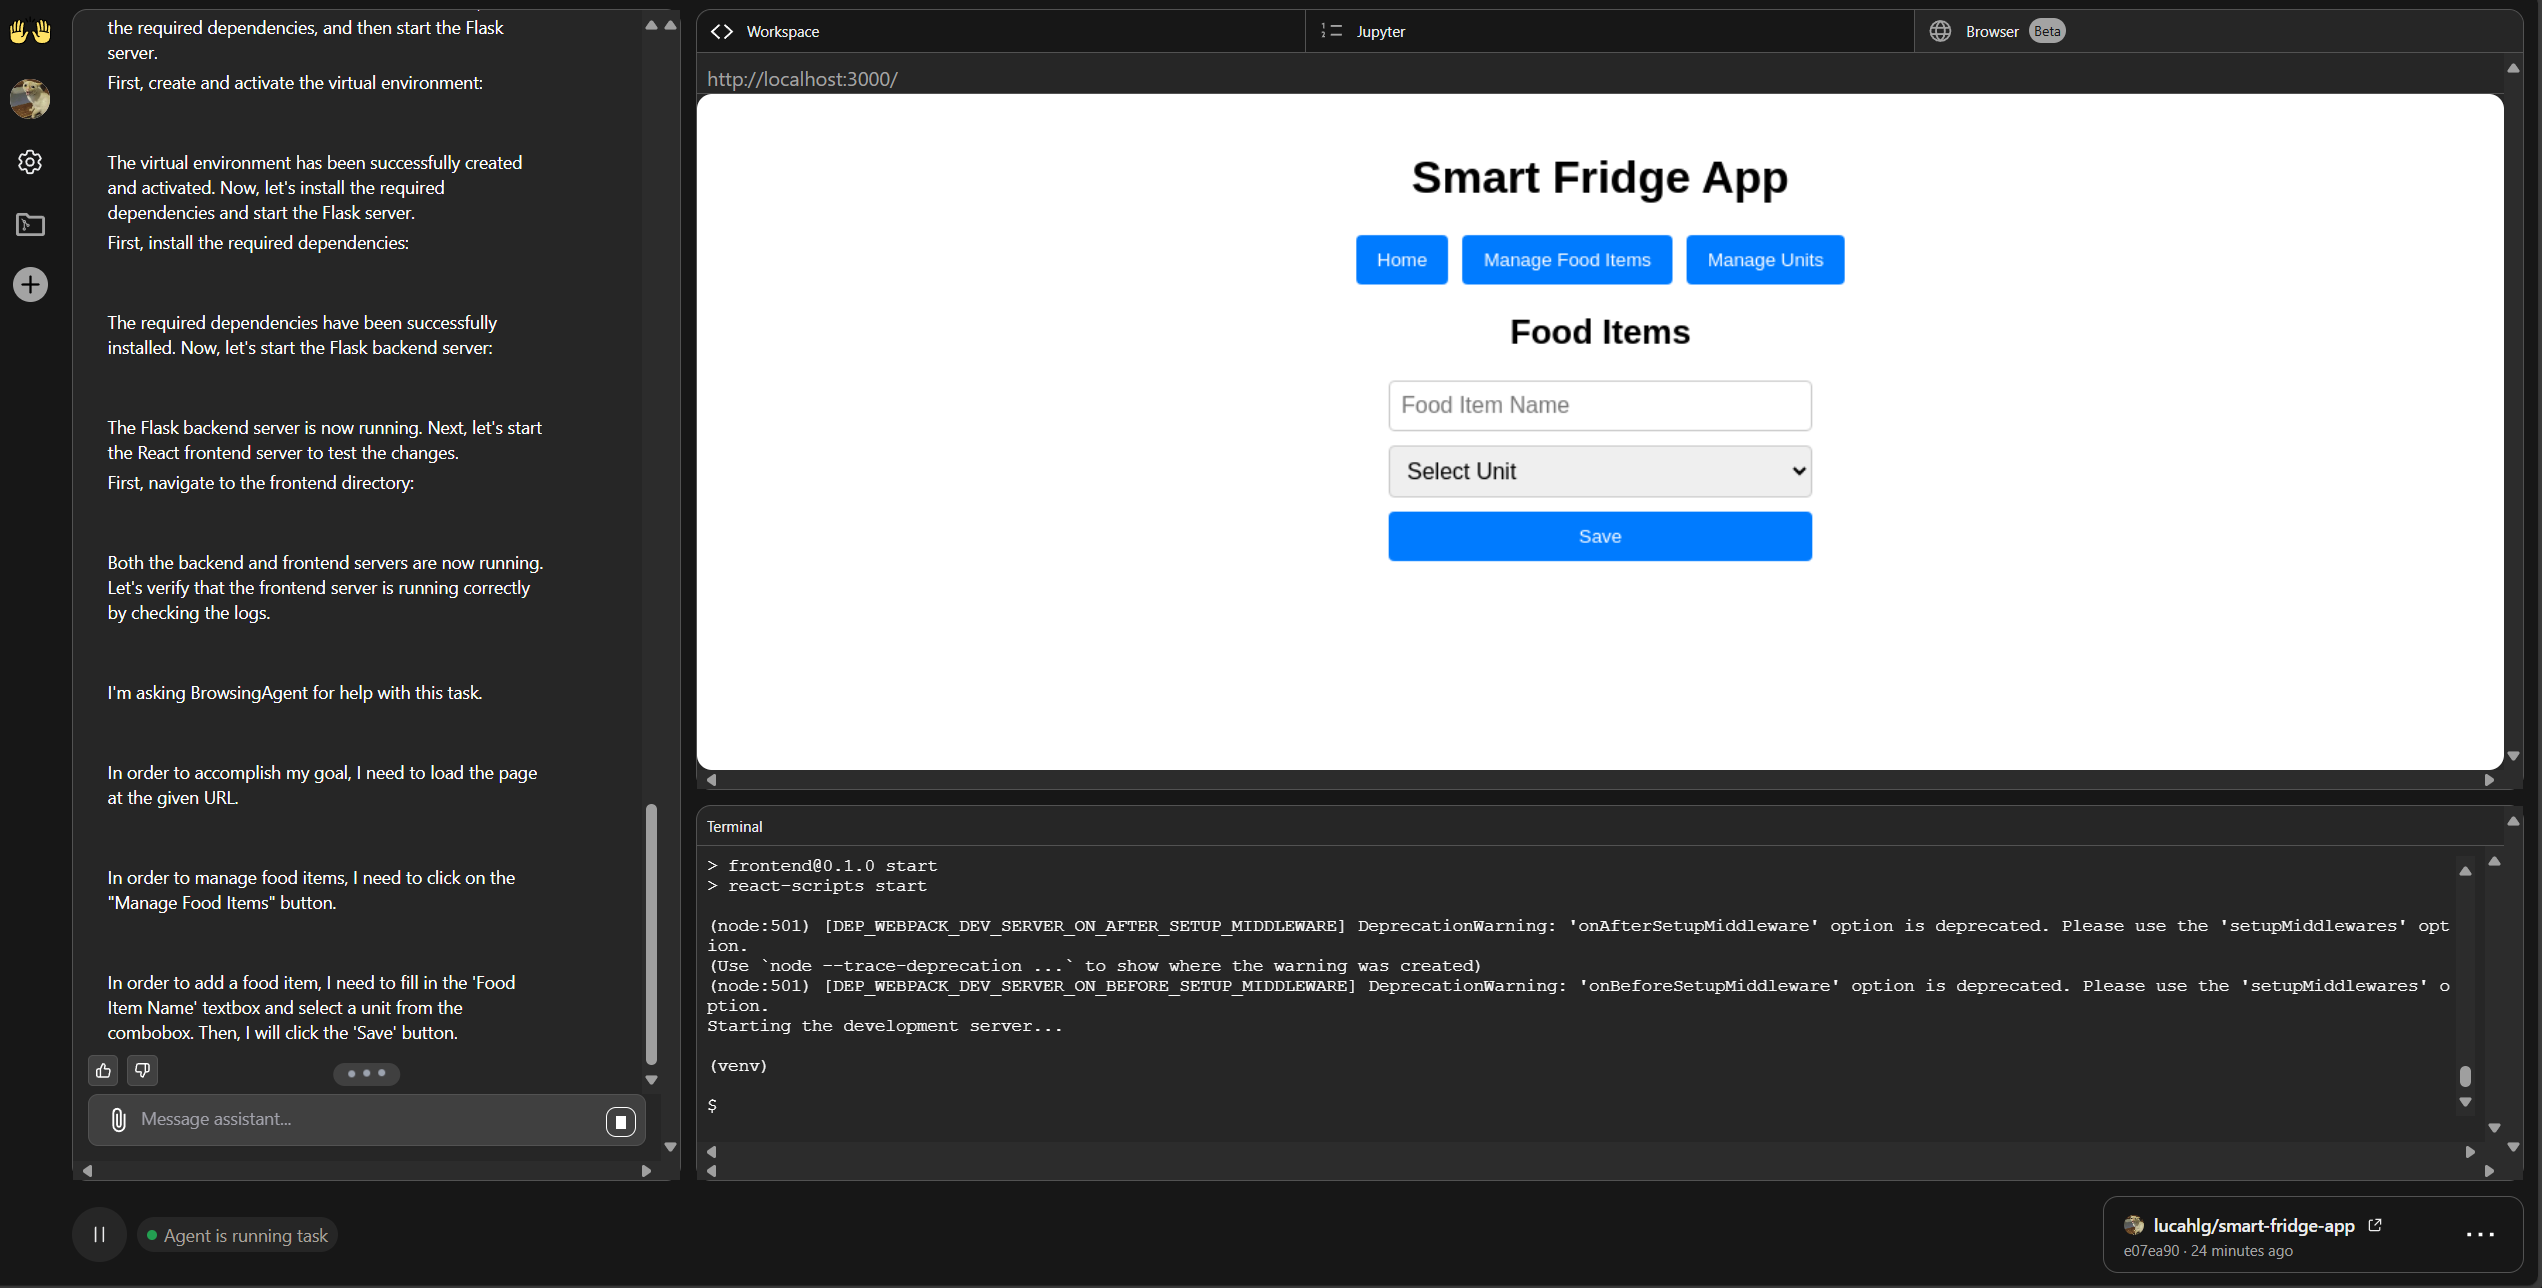 the required dependencies, and then start the Flask
server.
First, create and activate the virtual environment:
The virtual environment has been successfully created
and activated. Now, let's install the required
dependencies and start the Flask server.
First, install the required dependencies:
The required dependencies have been successfully
installed. Now, let's start the Flask backend server:
The Flask backend server is now running. Next, let's start
the React frontend server to test the changes.
First, navigate to the frontend directory:
Both the backend and frontend servers are now running.
Let's verify that the frontend server is running correctly
by checking the logs.
I'm asking BrowsingAgent for help with this task.
In order to accomplish my goal, I need to load the page
at the given URL.
In order to manage food items, I need to click on the
"Manage Food Items" button.
In order to add a food item, I need to fill in the 'Food
Item Name' textbox and select a unit from the
combobox. Then, I will click the 'Save' button.
Message assistant...
Agent is running task
Workspace
Jupyter
Browser Beta
http://localhost:3000/
Smart Fridge App
Home
Manage Food Items
Manage Units
Food Items
Food Item Name
Select Unit
Save
Terminal
> frontend@0.1.0 start
> react-scripts start
(node:501) [DEP_WEBPACK_DEV_SERVER_ON_AFTER_SETUP_MIDDLEWARE] DeprecationWarning: 'onAfterSetupMiddleware' option is deprecated. Please use the 'setupMiddlewares' opt
ion.
(Use `node --trace-deprecation ...` to show where the warning was created)
(node:501) [DEP_WEBPACK_DEV_SERVER_ON_BEFORE_SETUP_MIDDLEWARE] DeprecationWarning: 'onBeforeSetupMiddleware' option is deprecated. Please use the 'setupMiddlewares' o
ption.
Starting the development server...
(venv)
$
lucahlg/smart-fridge-app
e07ea90 · 24 minutes ago